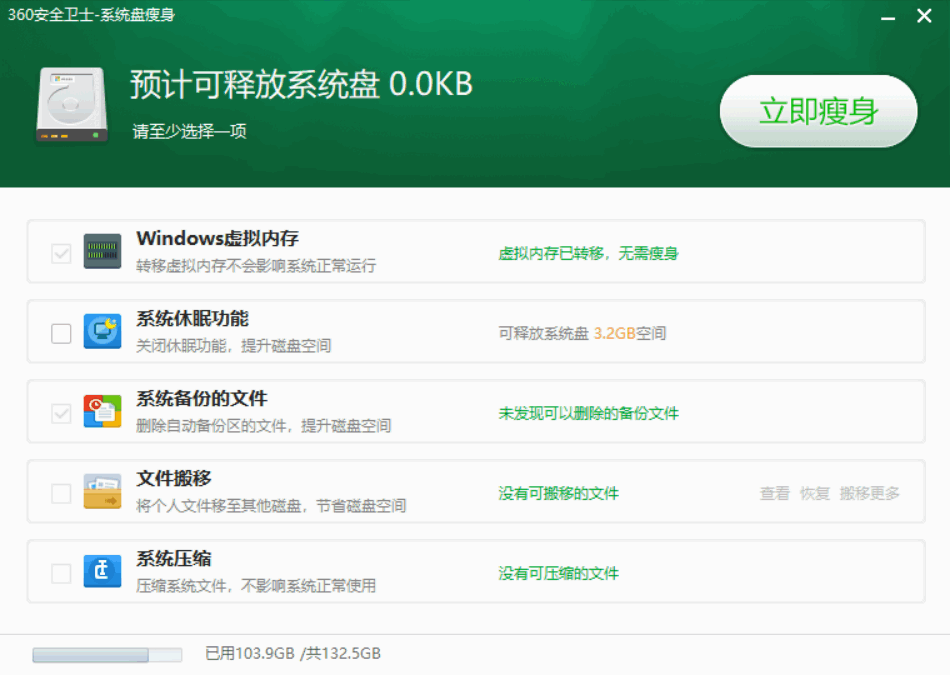 360安全卫士-系统盘瘦身
预计可释放系统盘 0.0KB
请至少选择一项
立即瘦身
Windows虚拟内存
转移虚拟内存不会影响系统正常运行
虚拟内存已转移，无需瘦身
系统休眠功能
关闭休眠功能，提升磁盘空间
可释放系统盘 3.2GB空间
系统备份的文件
删除自动备份区的文件，提升磁盘空间
未发现可以删除的备份文件
文件搬移
将个人文件移至其他磁盘，节省磁盘空间
没有可搬移的文件
查看 恢复 搬移更多
系统压缩
压缩系统文件，不影响系统正常使用
没有可压缩的文件
已用103.9GB /共132.5GB